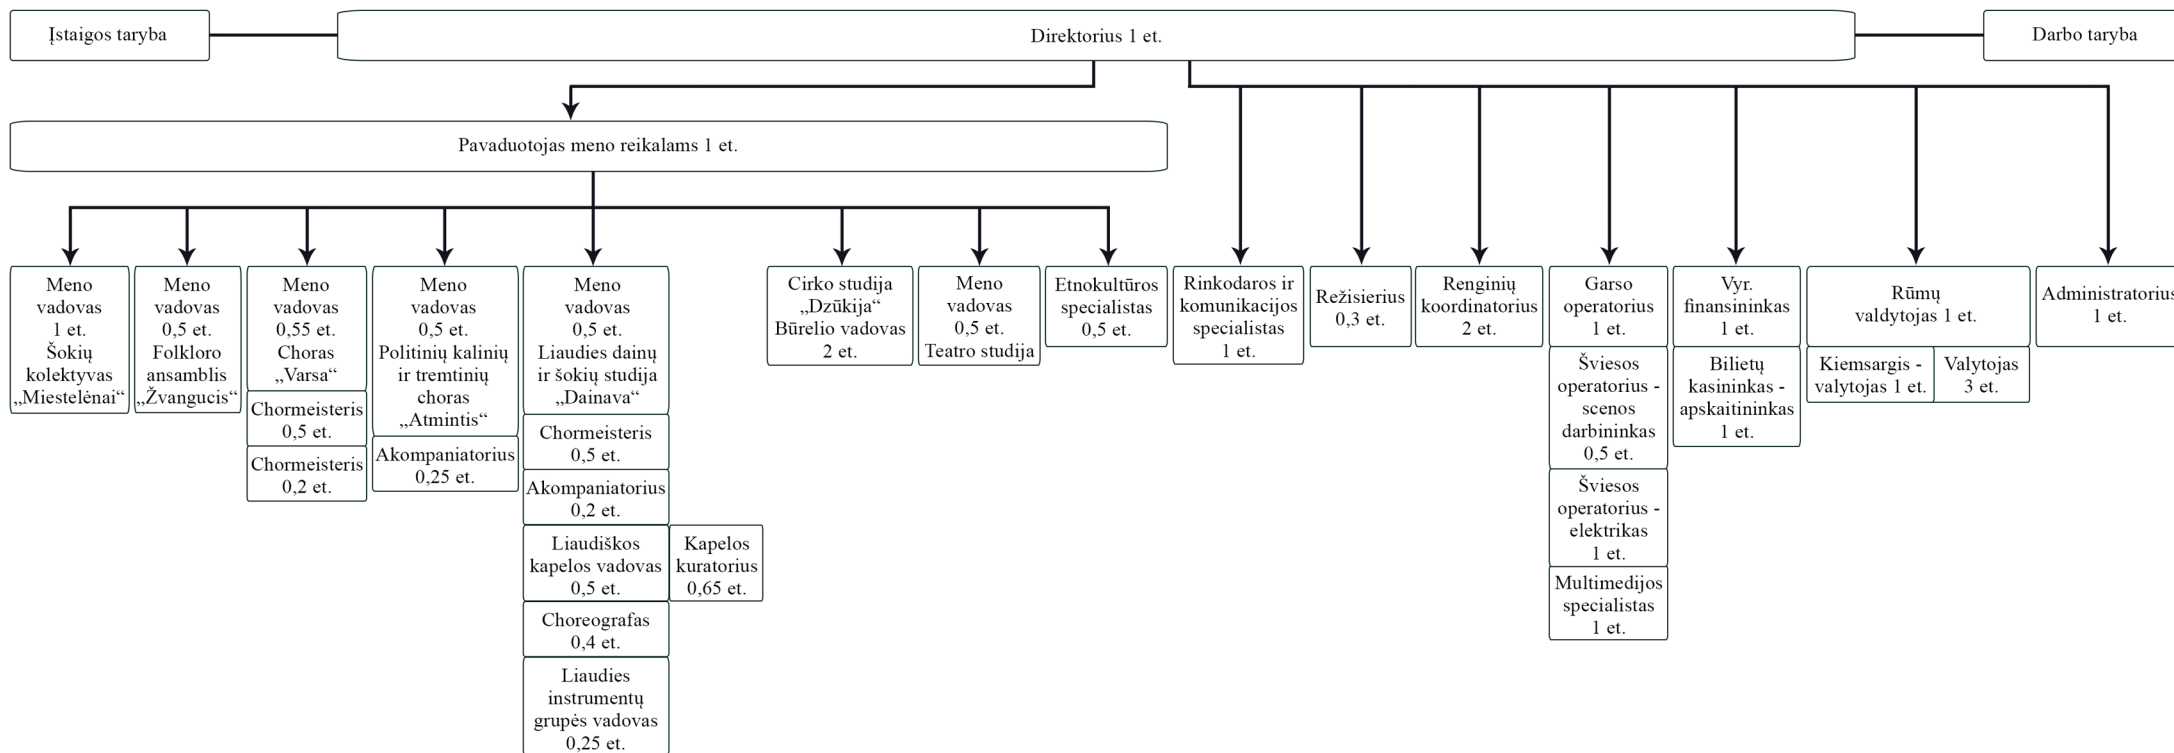 Įstaigos taryba
Direktorius 1 et.
Darbo taryba
Pavaduotojas meno reikalams 1 et.
Meno
vadovas
1 et.
Šokių
kolektyvas
„Miestelėnai“
Meno
vadovas
0,5 et.
Folkloro
ansamblis
„Žvangucis“
Meno
vadovas
0,55 et.
Choras
„Varsa“
Chormeisteris
0,5 et.
Chormeisteris
0,2 et.
Meno
vadovas
0,5 et.
Politinių kalinių
ir tremtinių
choras
„Atmintis“
Akompaniatorius
0,25 et.
Meno
vadovas
0,5 et.
Liaudies dainų
ir šokių studija
„Dainava“
Chormeisteris
0,5 et.
Akompaniatorius
0,2 et.
Liaudiškos
kapelos vadovas
0,5 et.
Kapelos
kuratorius
0,65 et.
Choreografas
0,4 et.
Liaudies
instrumentų
grupės vadovas
0,25 et.
Cirko studija
„Dzūkija“
Būrelio vadovas
2 et.
Meno
vadovas
0,5 et.
Teatro studija
Etnokultūros
specialistas
0,5 et.
Rinkodaros ir
komunikacijos
specialistas
1 et.
Režisierius
0,3 et.
Renginių
koordinatorius
2 et.
Garso
operatorius
1 et.
Šviesos
operatorius -
scenos
darbininkas
0,5 et.
Šviesos
operatorius -
elektrikas
1 et.
Multimedijos
specialistas
1 et.
Vyr.
finansininkas
1 et.
Bilietų
kasininkas -
apskaitininkas
1 et.
Rūmų
valdytojas 1 et.
Kiemsargis -
valytojas 1 et.
Valytojas
3 et.
Administratorius
1 et.